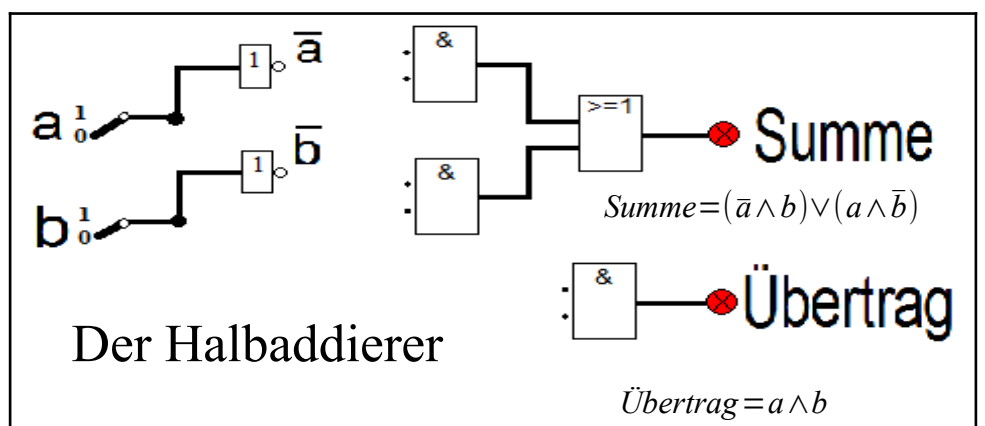 a̅
1
&
>=1
a 1 0
Summe
b̅
1
&
b 1 0
Summe=(a̅∧b)∨(a∧b̅)
&
Übertrag
Der Halbaddierer
Übertrag=a∧b